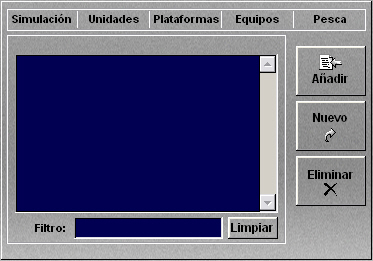 Simulación Unidades Plataformas Equipos Pesca
Añadir
Nuevo
Eliminar
Filtro: Limpiar